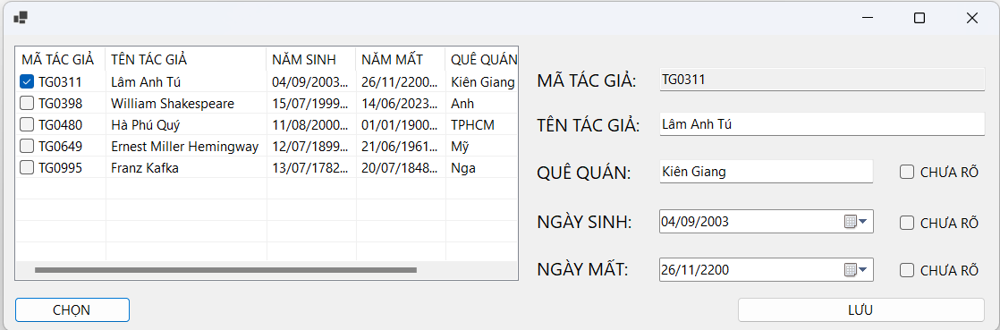 MÃ TÁC GIẢ TÊN TÁC GIẢ NĂM SINH NĂM MẤT QUÊ QUÁN
TG0311 Lâm Anh Tú 04/09/2003... 26/11/2200... Kiên Giang
TG0398 William Shakespeare 15/07/1999... 14/06/2023... Anh
TG0480 Hà Phú Quý 11/08/2000... 01/01/1900... TPHCM
TG0649 Ernest Miller Hemingway 12/07/1899... 21/06/1961... Mỹ
TG0995 Franz Kafka 13/07/1782... 20/07/1848... Nga
CHỌN
MÃ TÁC GIẢ: TG0311
TÊN TÁC GIẢ: Lâm Anh Tú
QUÊ QUÁN: Kiên Giang CHƯA RÕ
NGÀY SINH: 04/09/2003 CHƯA RÕ
NGÀY MẤT: 26/11/2200 CHƯA RÕ
LƯU